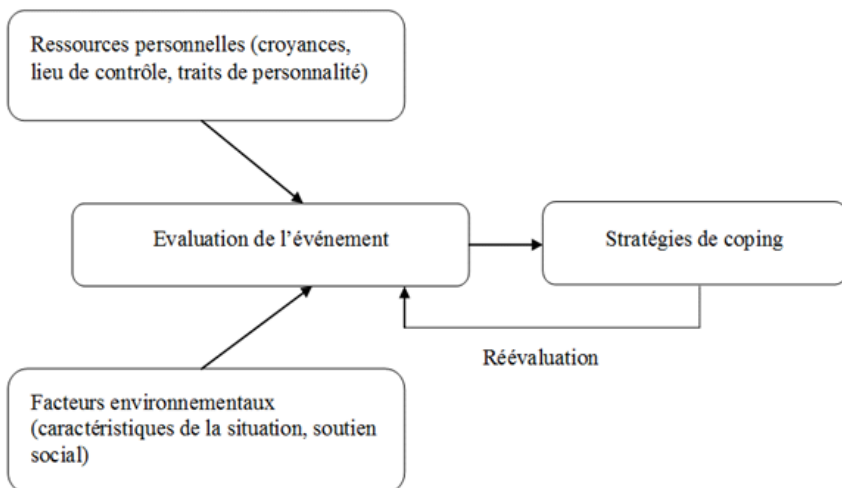 Ressources personnelles (croyances,
lieu de contrôle, traits de personnalité)
Evaluation de l’événement
Stratégies de coping
Réévaluation
Facteurs environnementaux
(caractéristiques de la situation, soutien
social)